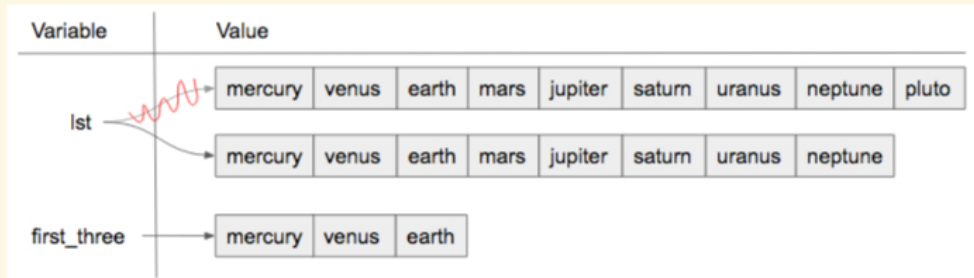 Variable Value
mercury venus earth mars jupiter saturn uranus neptune pluto
lst
mercury venus earth mars jupiter saturn uranus neptune
first_three mercury venus earth